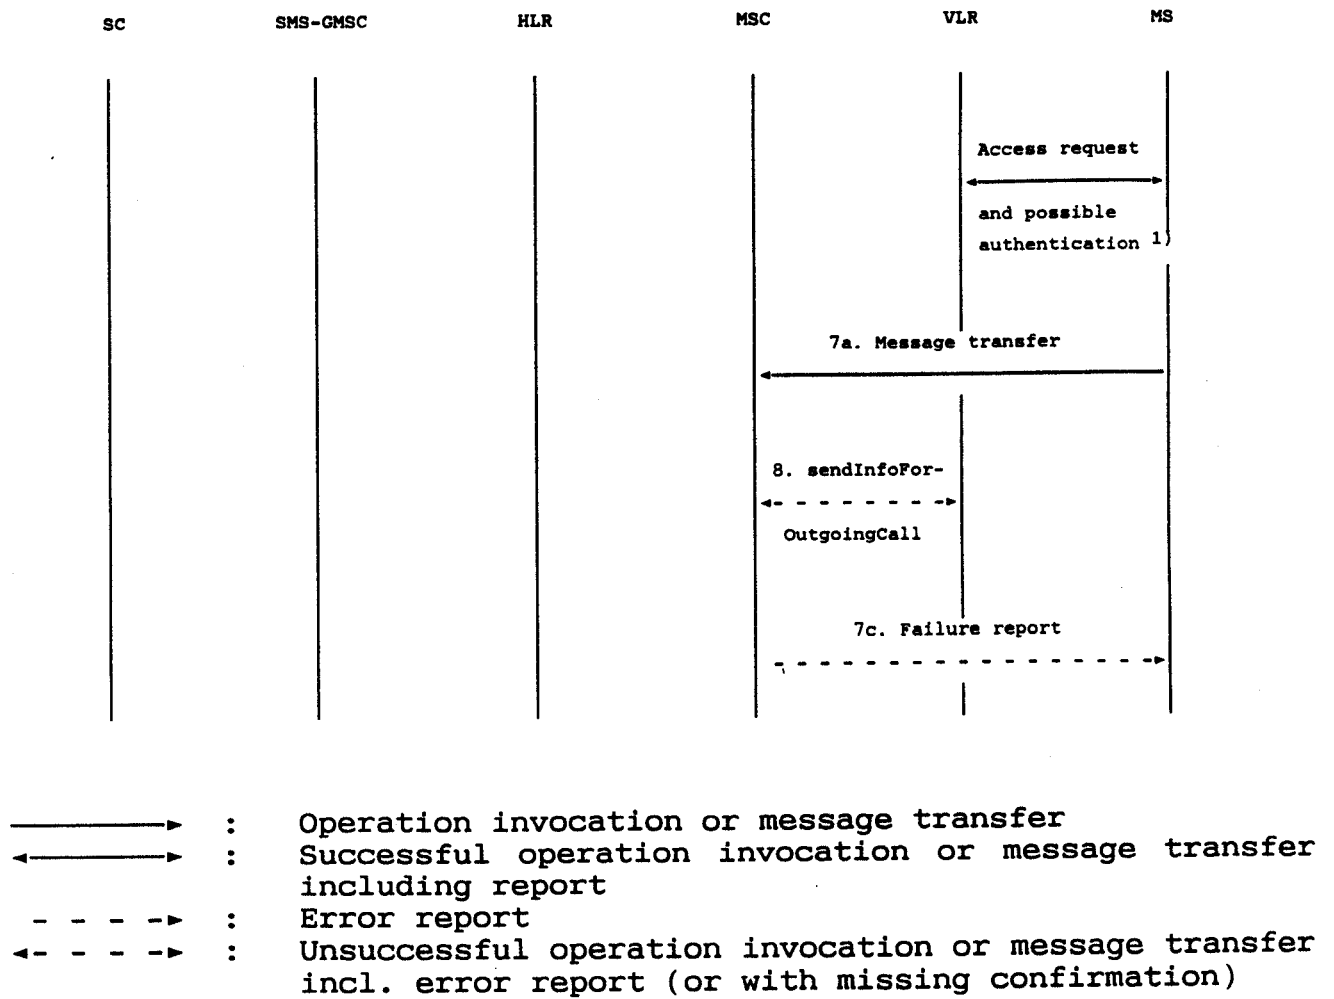 SC SMS-GMSC HLR MSC VLR MS
Access request
and possible
authentication 1)
7a. Message transfer
8. sendInfoFor-
OutgoingCall
7c. Failure report
: Operation invocation or message transfer
: Successful operation invocation or message transfer
including report
: Error report
: Unsuccessful operation invocation or message transfer
incl. error report (or with missing confirmation)